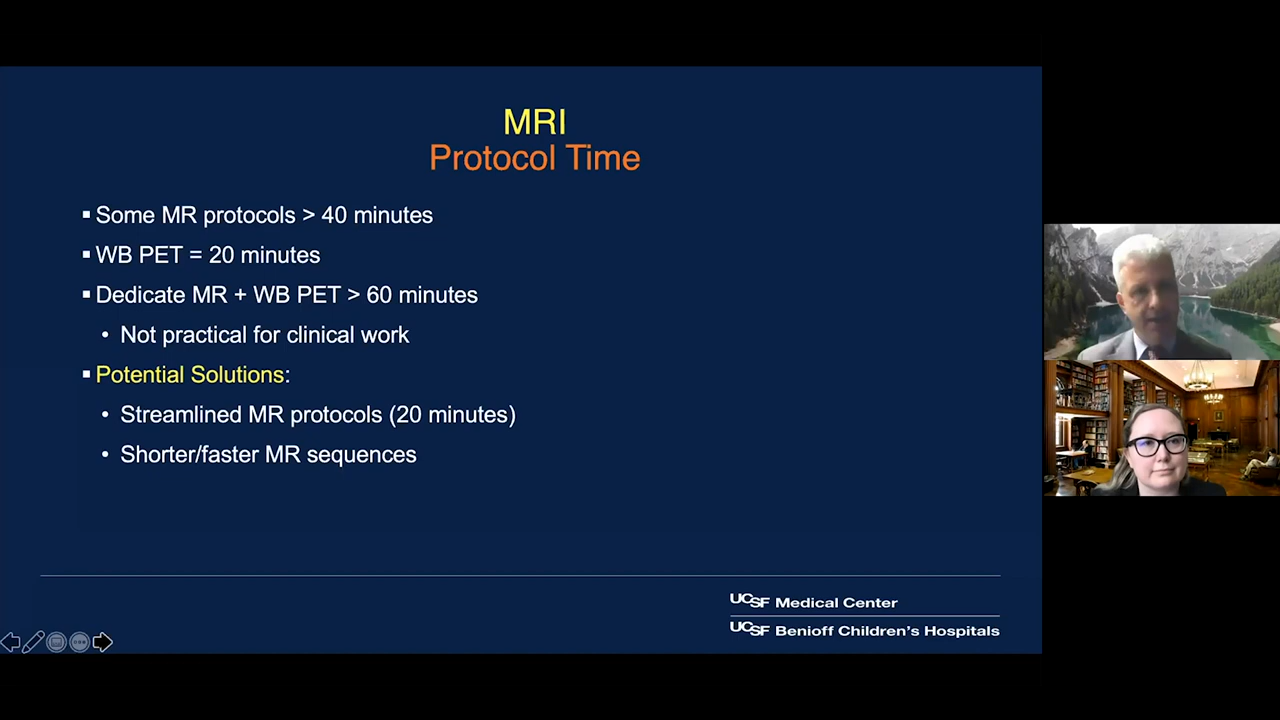 MRI
Protocol Time
▪ Some MR protocols > 40 minutes
▪ WB PET = 20 minutes
▪ Dedicate MR + WB PET > 60 minutes
• Not practical for clinical work
▪ Potential Solutions:
• Streamlined MR protocols (20 minutes)
• Shorter/faster MR sequences
UCSF Medical Center
UCSF Benioff Children's Hospitals